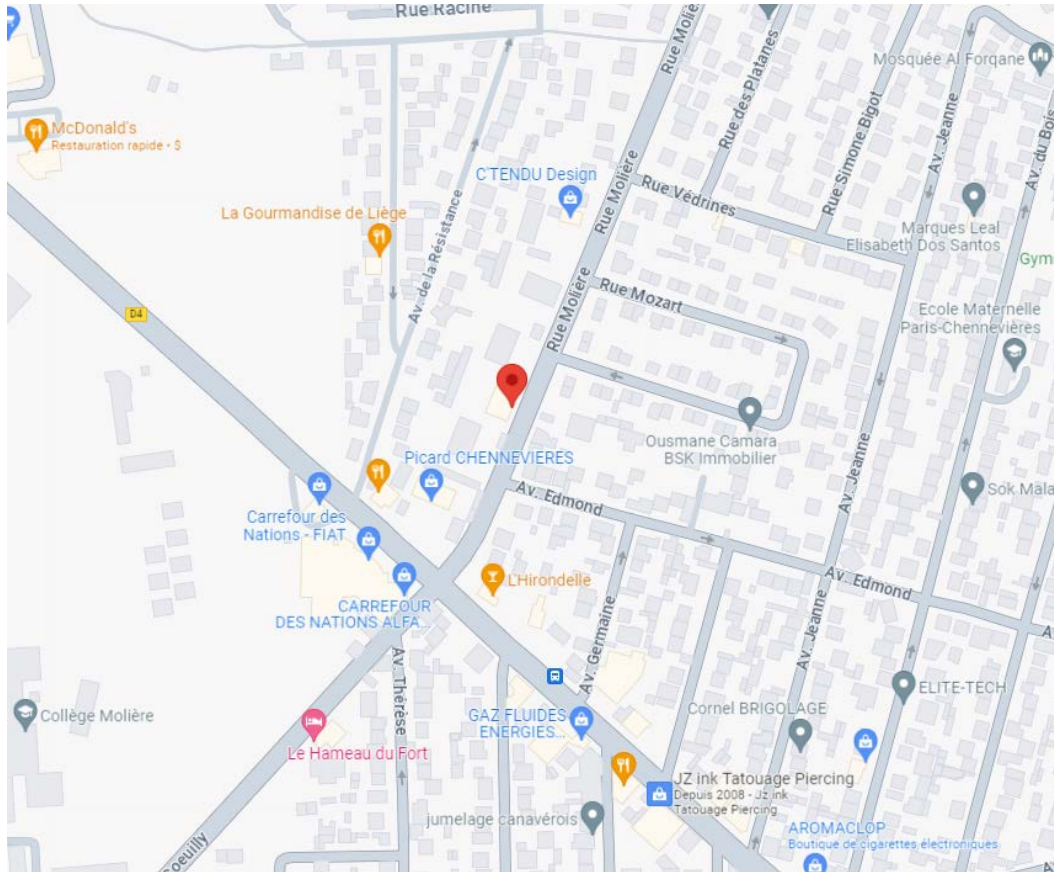 Rue Racine
Rue Molière
Mosquée Al Forqane
McDonald's
Restauration rapide • $
Rue des Platanes
Rue Simone Bigot
Av. Jeanne
Av. du Bois
C'TENDU Design
Rue Védrines
Rue Molière
La Gourmandise de Liège
Marques Leal
Elisabeth Dos Santos
Gym
Av. de la Résistance
Rue Mozart
D4
Rue Molière
Ecole Maternelle
Paris-Chennevières
Ousmane Camara
BSK Immobilier
Picard CHENNEVIERES
Av. Jeanne
Av. Edmond
Sok Mala
Carrefour des
Nations - FIAT
L'Hirondelle
Av. Edmond
CARREFOUR
DES NATIONS ALFA...
Av. Germaine
Av. Jeanne
Av. Thérèse
ELITE-TECH
Collège Molière
GAZ FLUIDES
ENERGIES...
Cornel BRIGOLAGE
Le Hameau du Fort
JZ ink Tatouage Piercing
Depuis 2008 - Jz ink
Tatouage Piercing
jumelage canavérois
AROMACLOP
Boutique de cigarettes électroniques